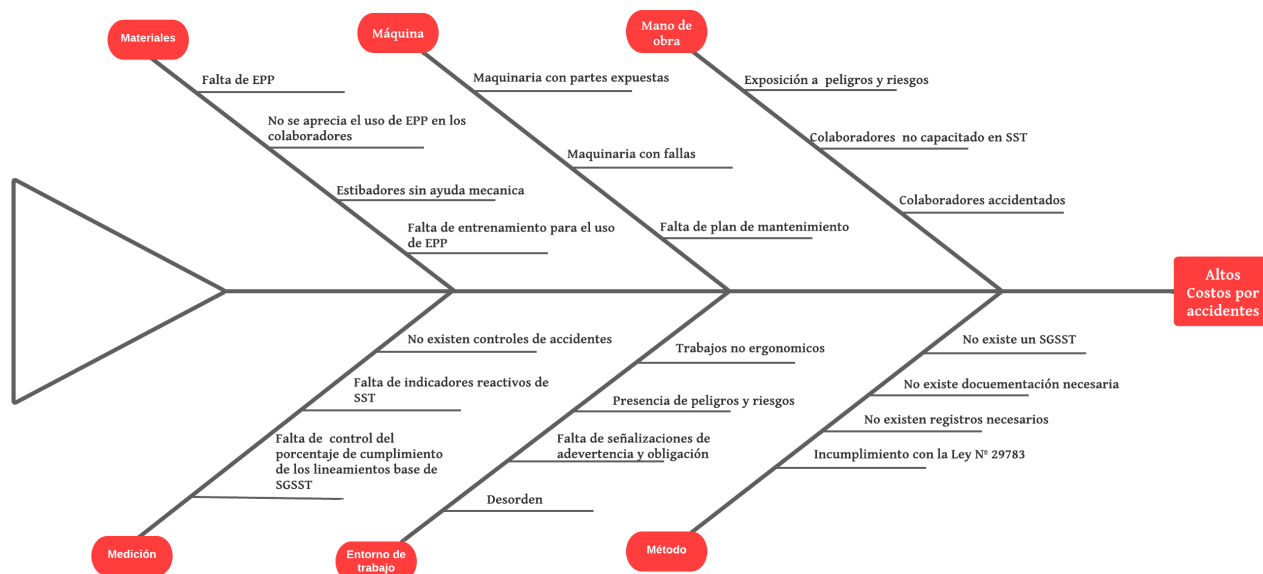 Materiales
Máquina
Mano de
obra
Falta de EPP
No se aprecia el uso de EPP en los
colaboradores
Estibadores sin ayuda mecanica
Falta de entrenamiento para el uso
de EPP
Maquinaria con partes expuestas
Maquinaria con fallas
Falta de plan de mantenimiento
Exposición a  peligros y riesgos
Colaboradores  no capacitado en SST
Colaboradores accidentados
Altos
Costos por
accidentes
No existen controles de accidentes
Falta de indicadores reactivos de
SST
Falta de  control del
porcentaje de cumplimiento
de los lineamientos base de
SGSST
Trabajos no ergonomicos
Presencia de peligros y riesgos
Falta de señalizaciones de
adevertencia y obligación
Desorden
No existe un SGSST
No existe docuementación necesaria
No existen registros necesarios
Incumplimiento con la Ley Nº 29783
Medición
Entorno de
trabajo
Método